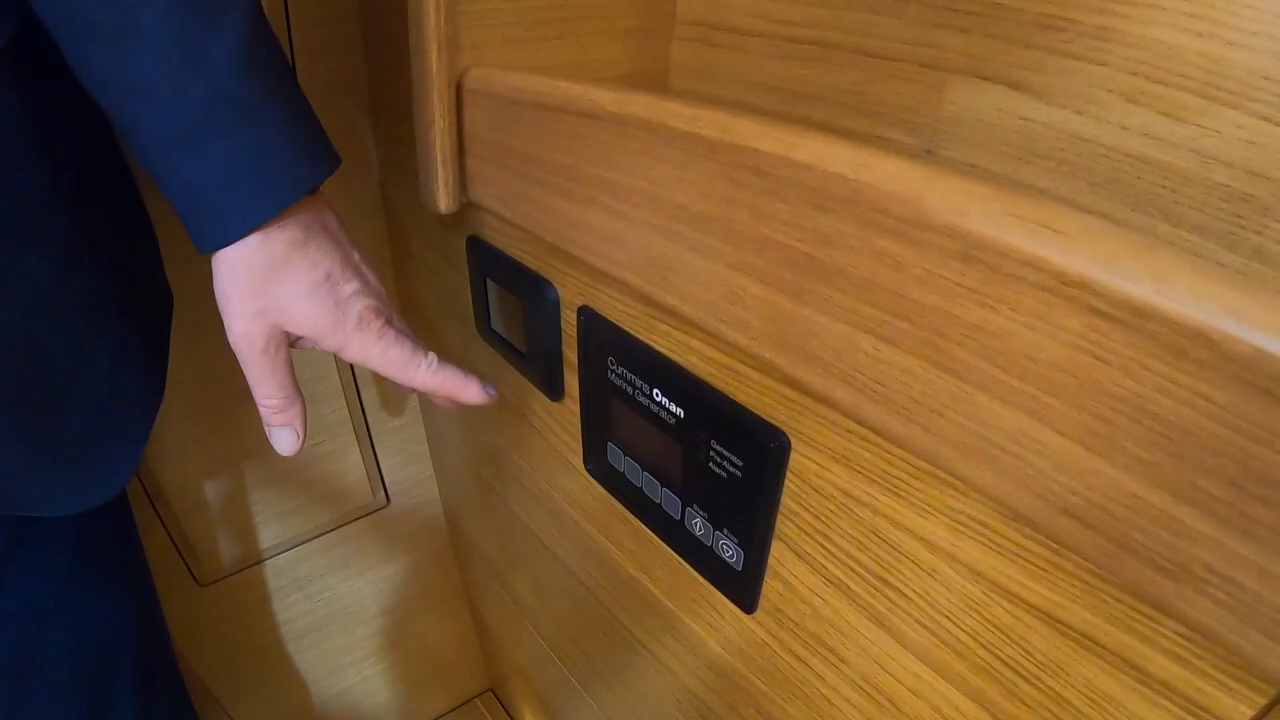 Cummins Onan
Marine Generator
Generator
Pre-Alarm
Alarm
Start
Stop